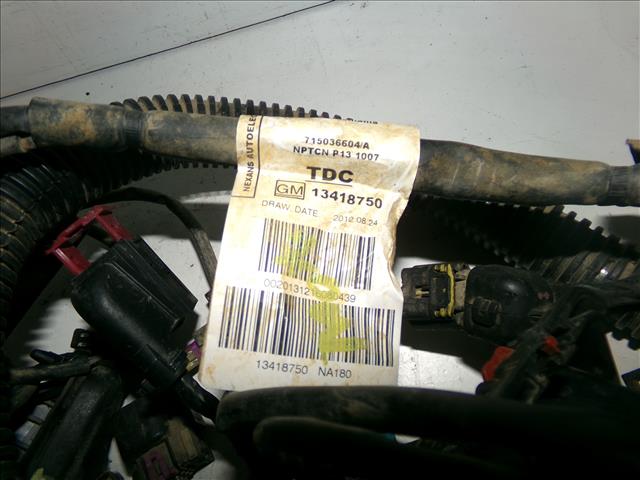 NEXANS AUTOELE
715036604/A
NPTCN P13 1007
TDC
GM 13418750
DRAW. DATE 2012.08.24
13418750 NA180